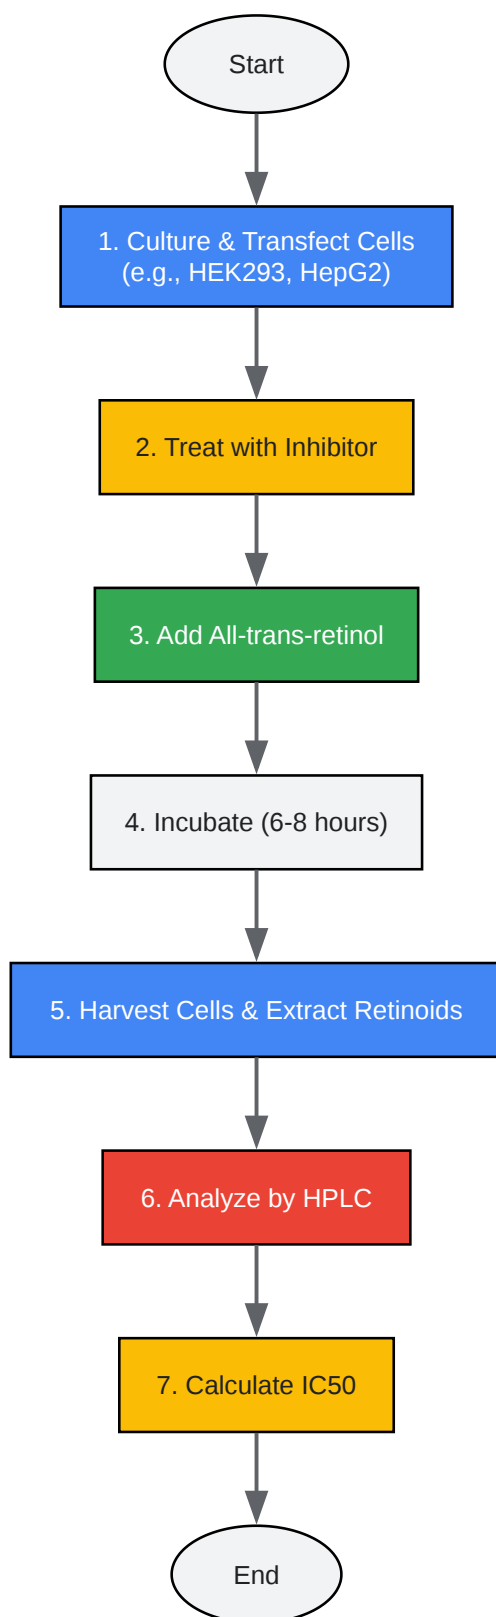 Start
1. Culture & Transfect Cells
(e.g., HEK293, HepG2)
2. Treat with Inhibitor
3. Add All-trans-retinol
4. Incubate (6-8 hours)
5. Harvest Cells & Extract Retinoids
6. Analyze by HPLC
7. Calculate IC50
End